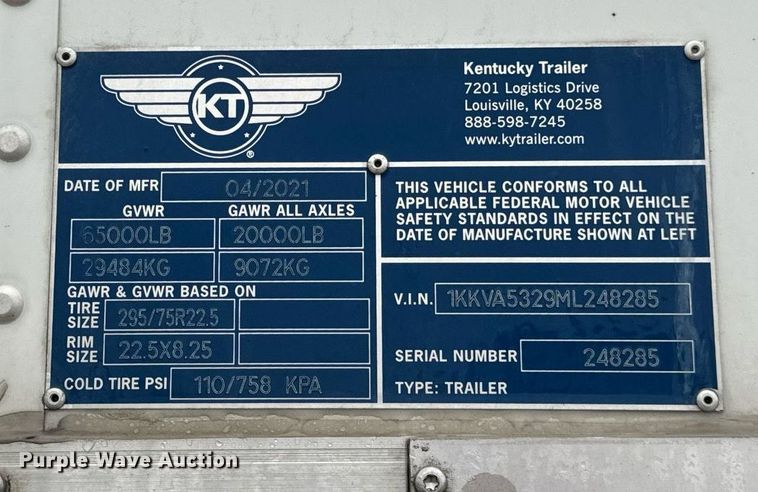 KT
®
Kentucky Trailer
7201 Logistics Drive
Louisville, KY 40258
888-598-7245
www.kytrailer.com
DATE OF MFR 04/2021
GVWR GAWR ALL AXLES
65000LB 20000LB
29484KG 9072KG
GAWR & GVWR BASED ON
TIRE SIZE 295/75R22.5
RIM SIZE 22.5X8.25
COLD TIRE PSI 110/758 KPA
THIS VEHICLE CONFORMS TO ALL
APPLICABLE FEDERAL MOTOR VEHICLE
SAFETY STANDARDS IN EFFECT ON THE
DATE OF MANUFACTURE SHOWN AT LEFT
V.I.N. 1KKVA5329ML248285
SERIAL NUMBER 248285
TYPE: TRAILER
Purple Wave Auction